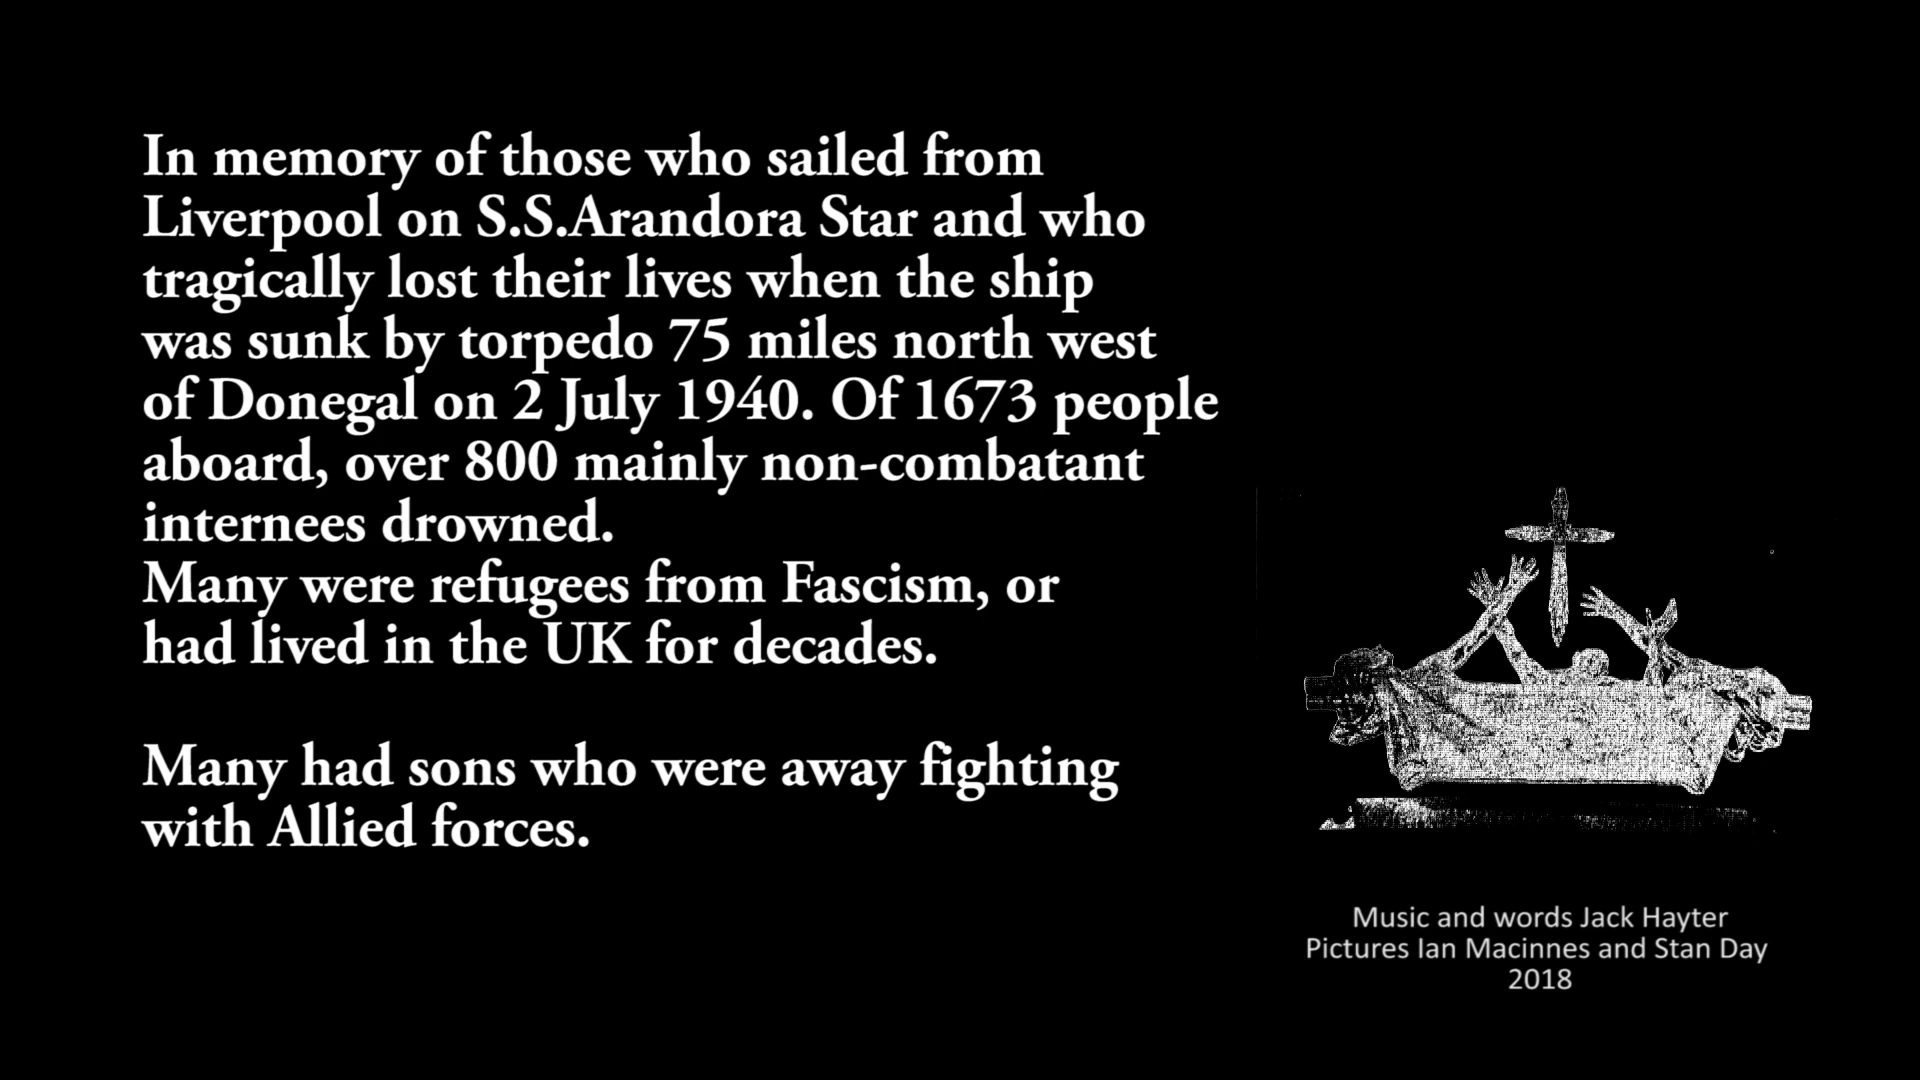 In memory of those who sailed from
Liverpool on S.S.Arandora Star and who
tragically lost their lives when the ship
was sunk by torpedo 75 miles north west
of Donegal on 2 July 1940. Of 1673 people
aboard, over 800 mainly non-combatant
internees drowned.
Many were refugees from Fascism, or
had lived in the UK for decades.
Many had sons who were away fighting
with Allied forces.
Music and words Jack Hayter
Pictures Ian Macinnes and Stan Day
2018